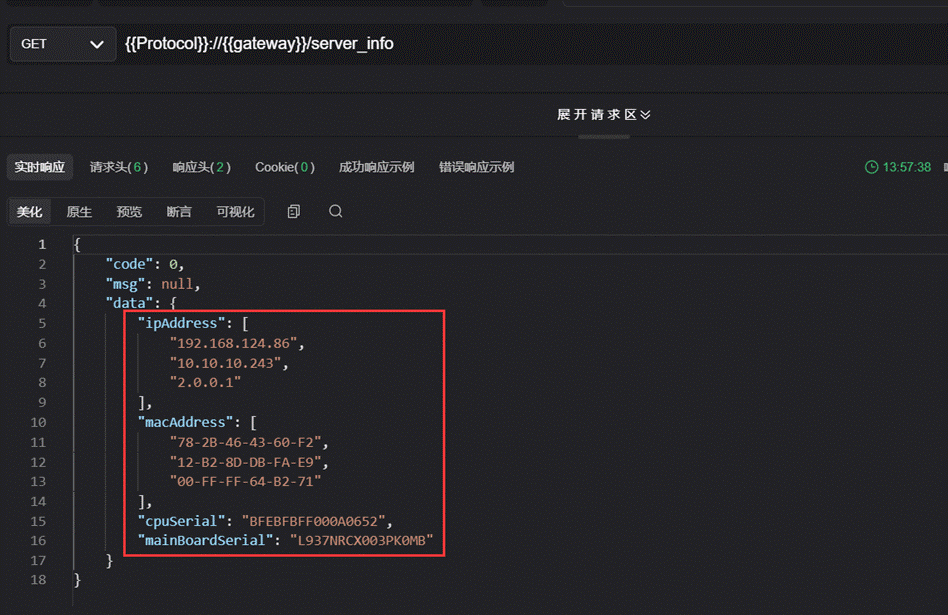 GET {{Protocol}}://{{gateway}}/server_info
展开请求区
实时响应 请求头(6) 响应头(2) Cookie(0) 成功响应示例 错误响应示例 13:57:38
美化 原生 预览 断言 可视化
1 {
2 "code": 0,
3 "msg": null,
4 "data": {
5 "ipAddress": [
6 "192.168.124.86",
7 "10.10.10.243",
8 "2.0.0.1"
9 ],
10 "macAddress": [
11 "78-2B-46-43-60-F2",
12 "12-B2-8D-DB-FA-E9",
13 "00-FF-FF-64-B2-71"
14 ],
15 "cpuSerial": "BFEBFBFF000A0652",
16 "mainBoardSerial": "L937NRCX003PK0MB"
17 }
18 }